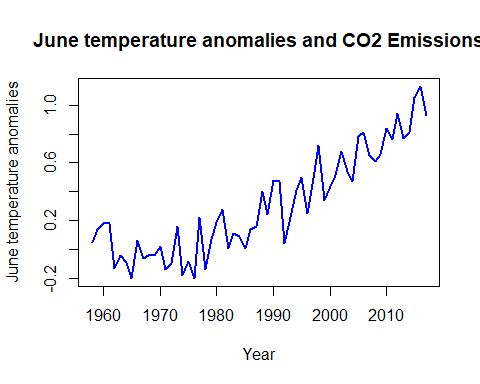 June temperature anomalies and CO2 Emissions
June temperature anomalies
1.0
0.6
0.2
-0.2
1960 1970 1980 1990 2000 2010
Year